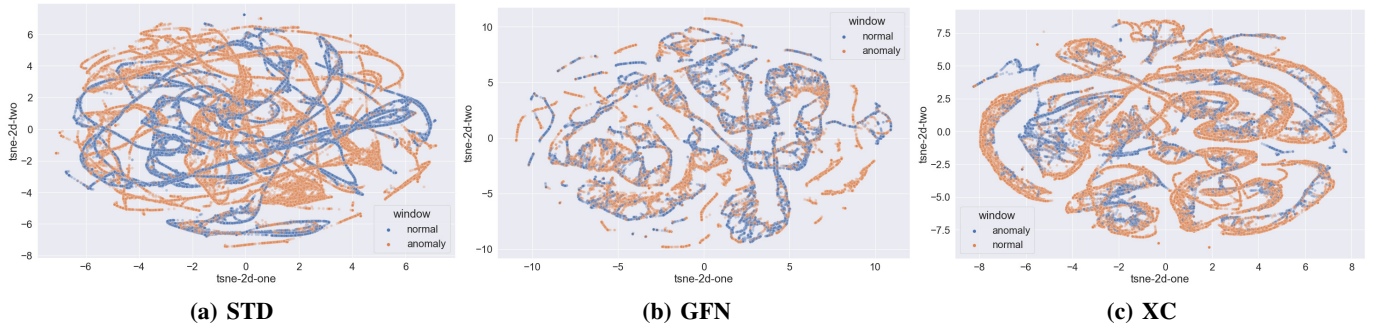 6
4
2
0
−2
−4
−6
−8
tsne-2d-two
window
normal
anomaly
−6 −4 −2 0 2 4 6
tsne-2d-one
(a) STD
10
5
0
−5
−10
tsne-2d-two
window
normal
anomaly
−10 −5 0 5 10
tsne-2d-one
(b) GFN
7.5
5.0
2.5
0.0
−2.5
−5.0
−7.5
tsne-2d-two
window
anomaly
normal
−8 −6 −4 −2 0 2 4 6 8
tsne-2d-one
(c) XC